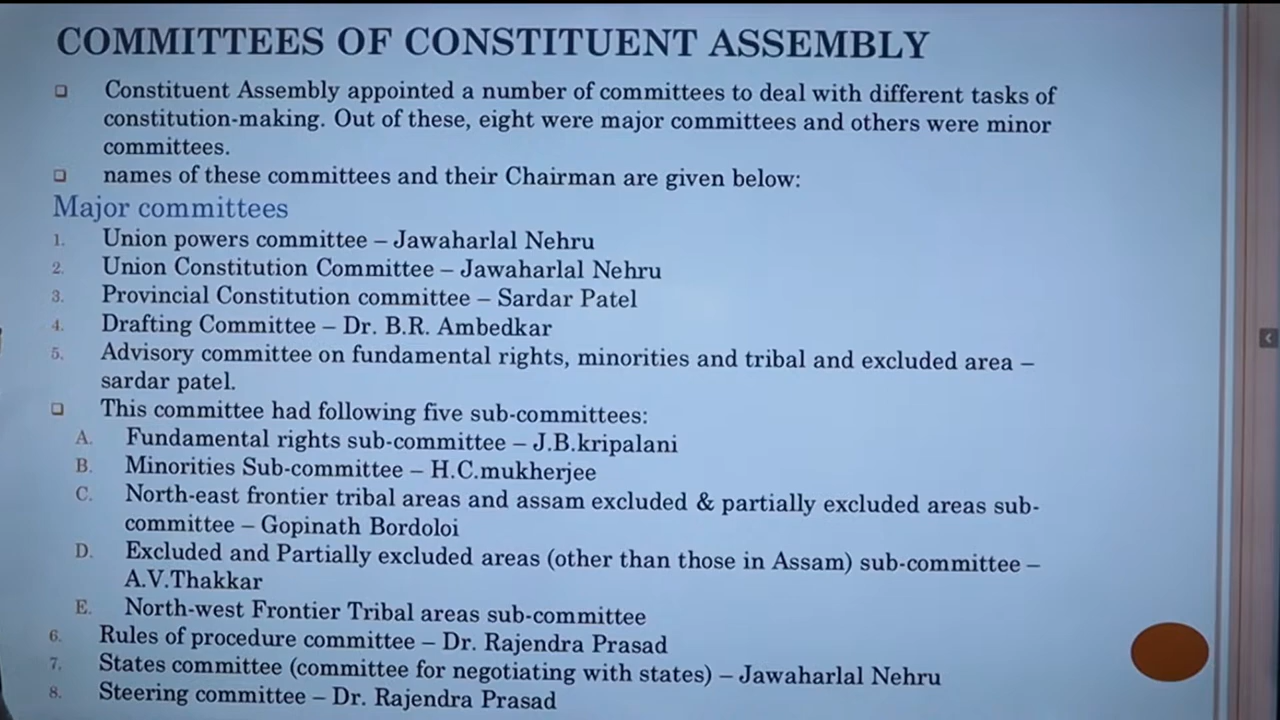 COMMITTEES OF CONSTITUENT ASSEMBLY
Constituent Assembly appointed a number of committees to deal with different tasks of
constitution-making. Out of these, eight were major committees and others were minor
committees.
names of these committees and their Chairman are given below:
Major committees
1. Union powers committee – Jawaharlal Nehru
2. Union Constitution Committee – Jawaharlal Nehru
3. Provincial Constitution committee – Sardar Patel
4. Drafting Committee – Dr. B.R. Ambedkar
5. Advisory committee on fundamental rights, minorities and tribal and excluded area –
sardar patel.
This committee had following five sub-committees:
A. Fundamental rights sub-committee – J.B.kripalani
B. Minorities Sub-committee – H.C.mukherjee
C. North-east frontier tribal areas and assam excluded & partially excluded areas sub-
committee – Gopinath Bordoloi
D. Excluded and Partially excluded areas (other than those in Assam) sub-committee –
A.V.Thakkar
E. North-west Frontier Tribal areas sub-committee
6. Rules of procedure committee – Dr. Rajendra Prasad
7. States committee (committee for negotiating with states) – Jawaharlal Nehru
8. Steering committee – Dr. Rajendra Prasad